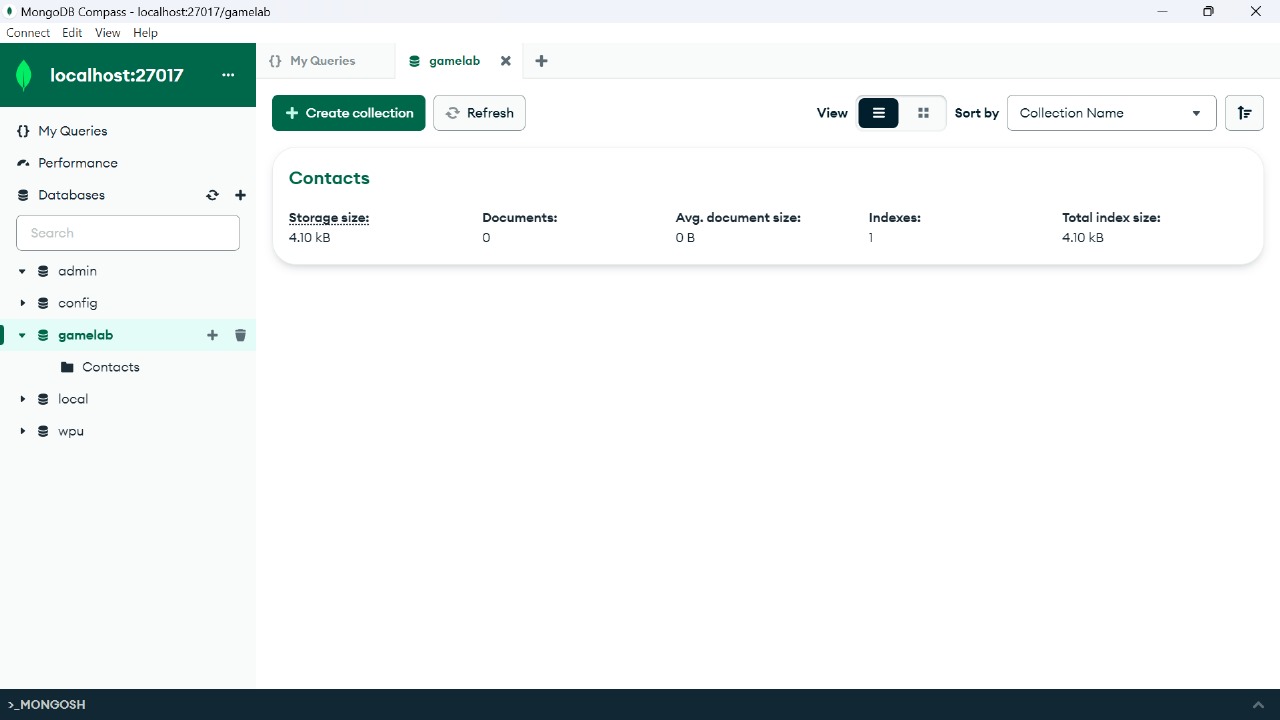 MongoDB Compass - localhost:27017/gamelab
Connect Edit View Help
localhost:27017
{} My Queries
Performance
Databases
Search
admin
config
gamelab
Contacts
local
wpu
{} My Queries
gamelab
Create collection
Refresh
View
Sort by
Collection Name
Contacts
Storage size: Documents: Avg. document size: Indexes: Total index size:
4.10 kB 0 0 B 1 4.10 kB
>_MONGOSH